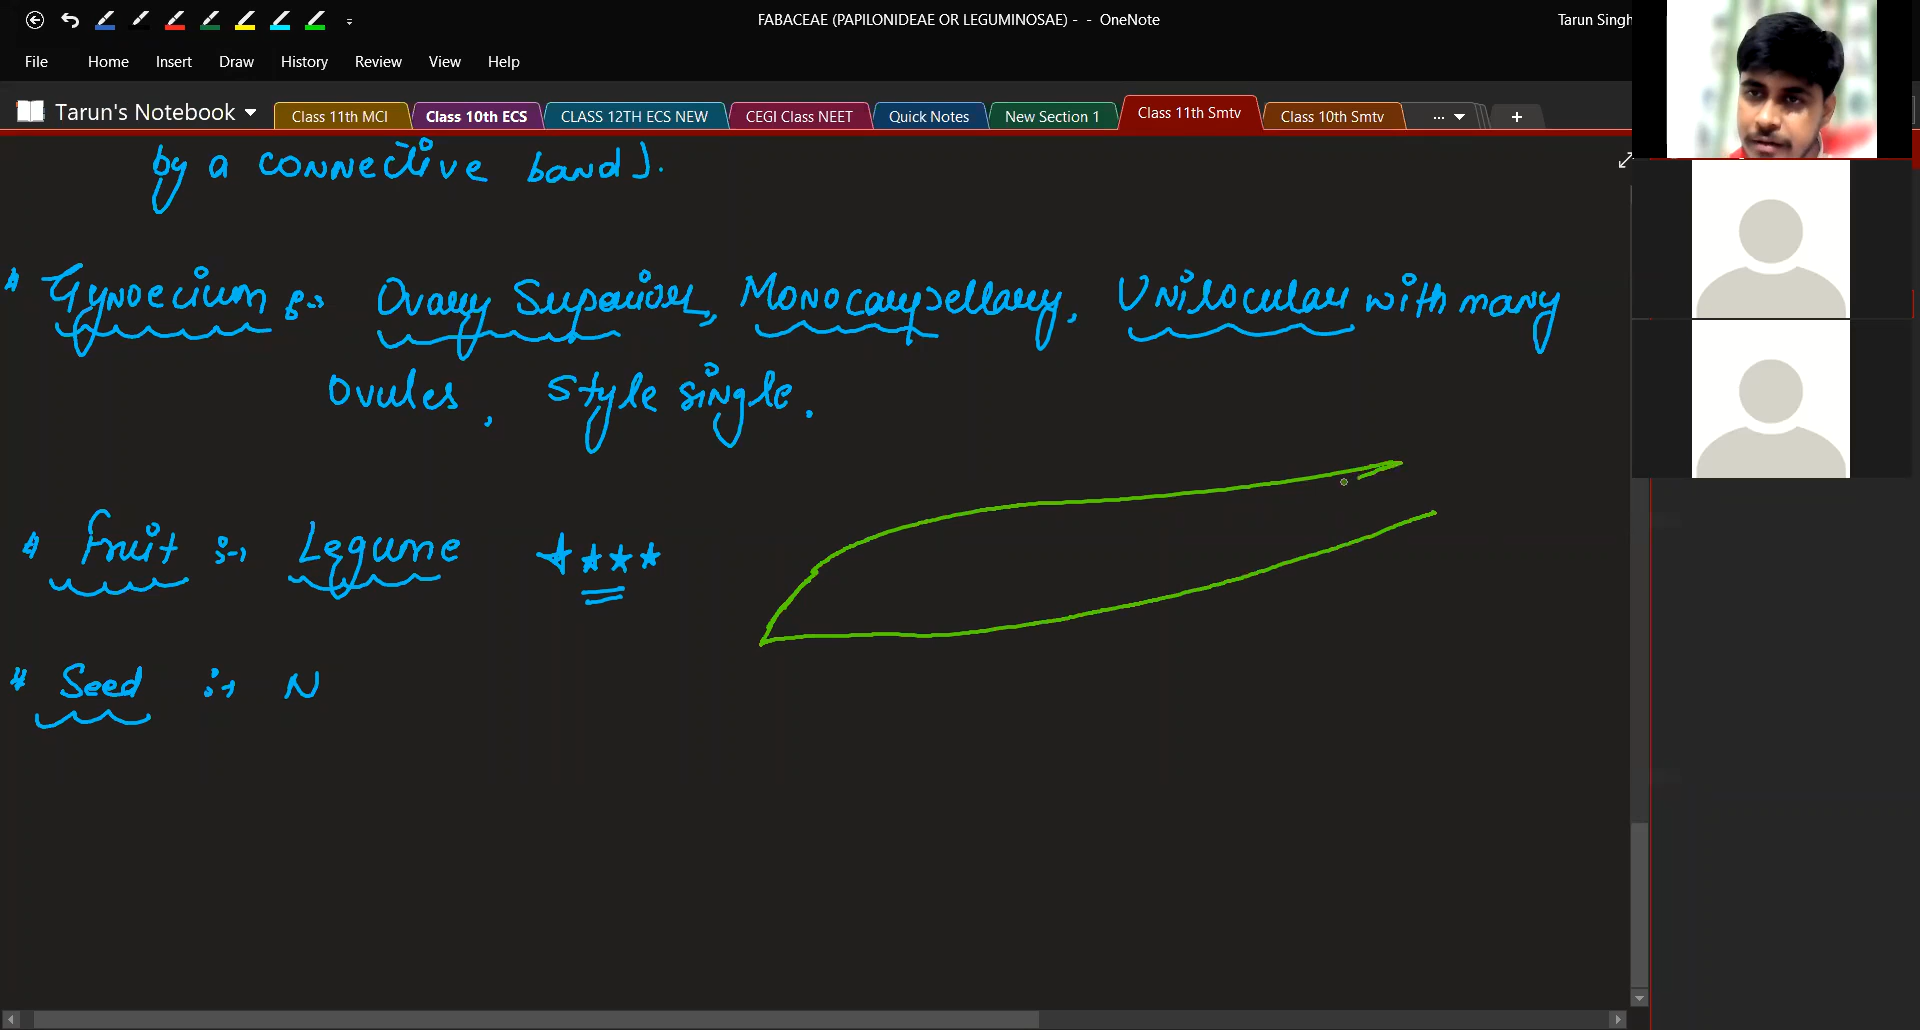 FABACEAE (PAPILONIDEAE OR LEGUMINOSAE) - - OneNote
Tarun Singh
File Home Insert Draw History Review View Help
Tarun's Notebook Class 11th MCI Class 10th ECS CLASS 12TH ECS NEW CEGI Class NEET Quick Notes New Section 1 Class 11th Smtv Class 10th Smtv ... +
by a connective band).
* Gynoecium :- Ovary Superior, Monocarpellary, Unilocular with many
Ovules, Style single.
* Fruit :- Legume ****
* Seed :- N